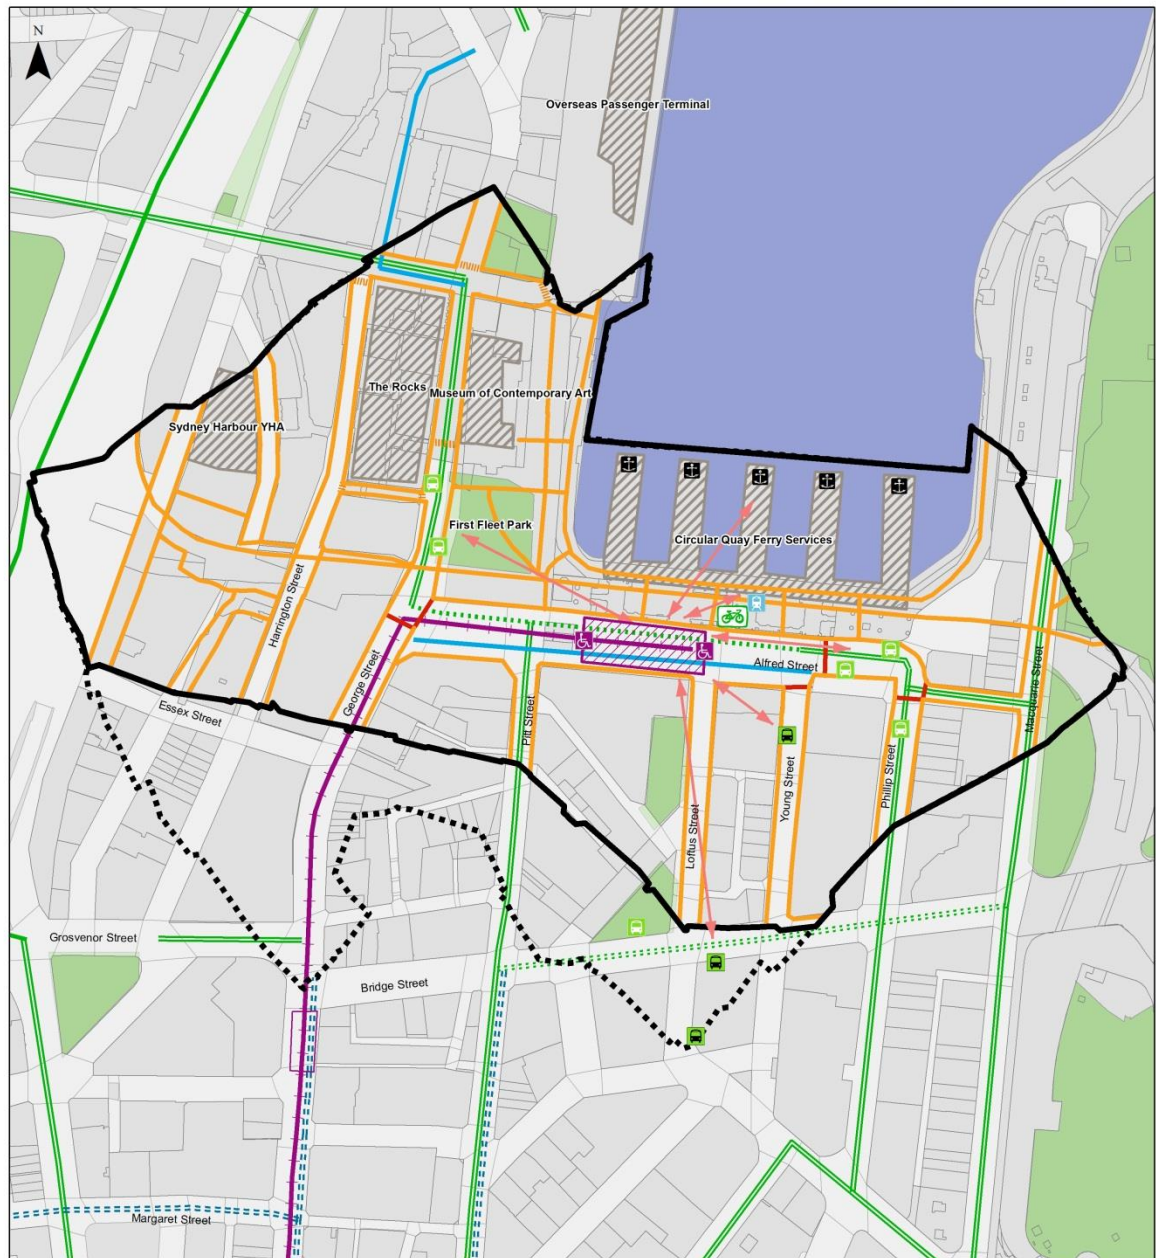 N
Overseas Passenger Terminal
The Rocks
Museum of Contemporary Art
Sydney Harbour YHA
First Fleet Park
Circular Quay Ferry Services
Harrington Street
Alfred Street
George Street
Macquarie Street
Essex Street
Pitt Street
Phillip Street
Young Street
Loftus Street
Grosvenor Street
Bridge Street
Margaret Street